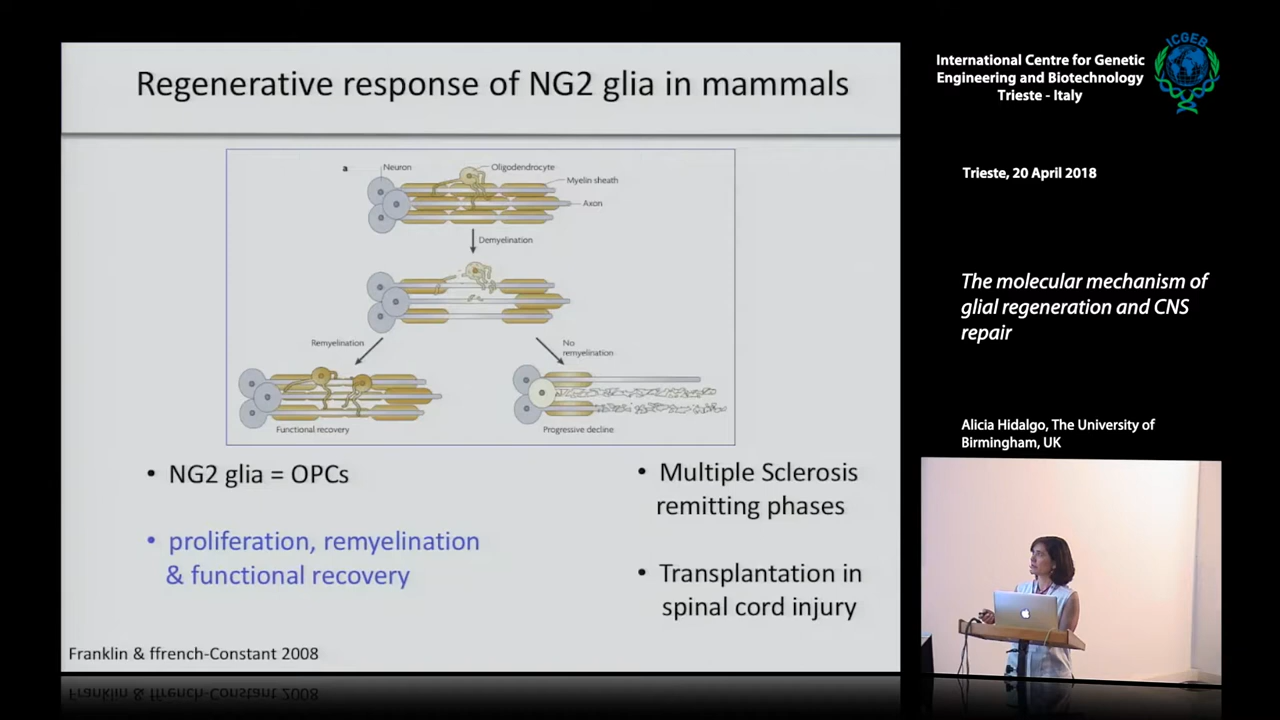 Regenerative response of NG2 glia in mammals
a
Neuron
Oligodendrocyte
Myelin sheath
Axon
Demyelination
Remyelination
No
remyelination
Functional recovery
Progressive decline
• NG2 glia = OPCs
• proliferation, remyelination
& functional recovery
• Multiple Sclerosis
remitting phases
• Transplantation in
spinal cord injury
Franklin & ffrench-Constant 2008
International Centre for Genetic
Engineering and Biotechnology
Trieste - Italy
ICGEB
Trieste, 20 April 2018
The molecular mechanism of
glial regeneration and CNS
repair
Alicia Hidalgo, The University of
Birmingham, UK